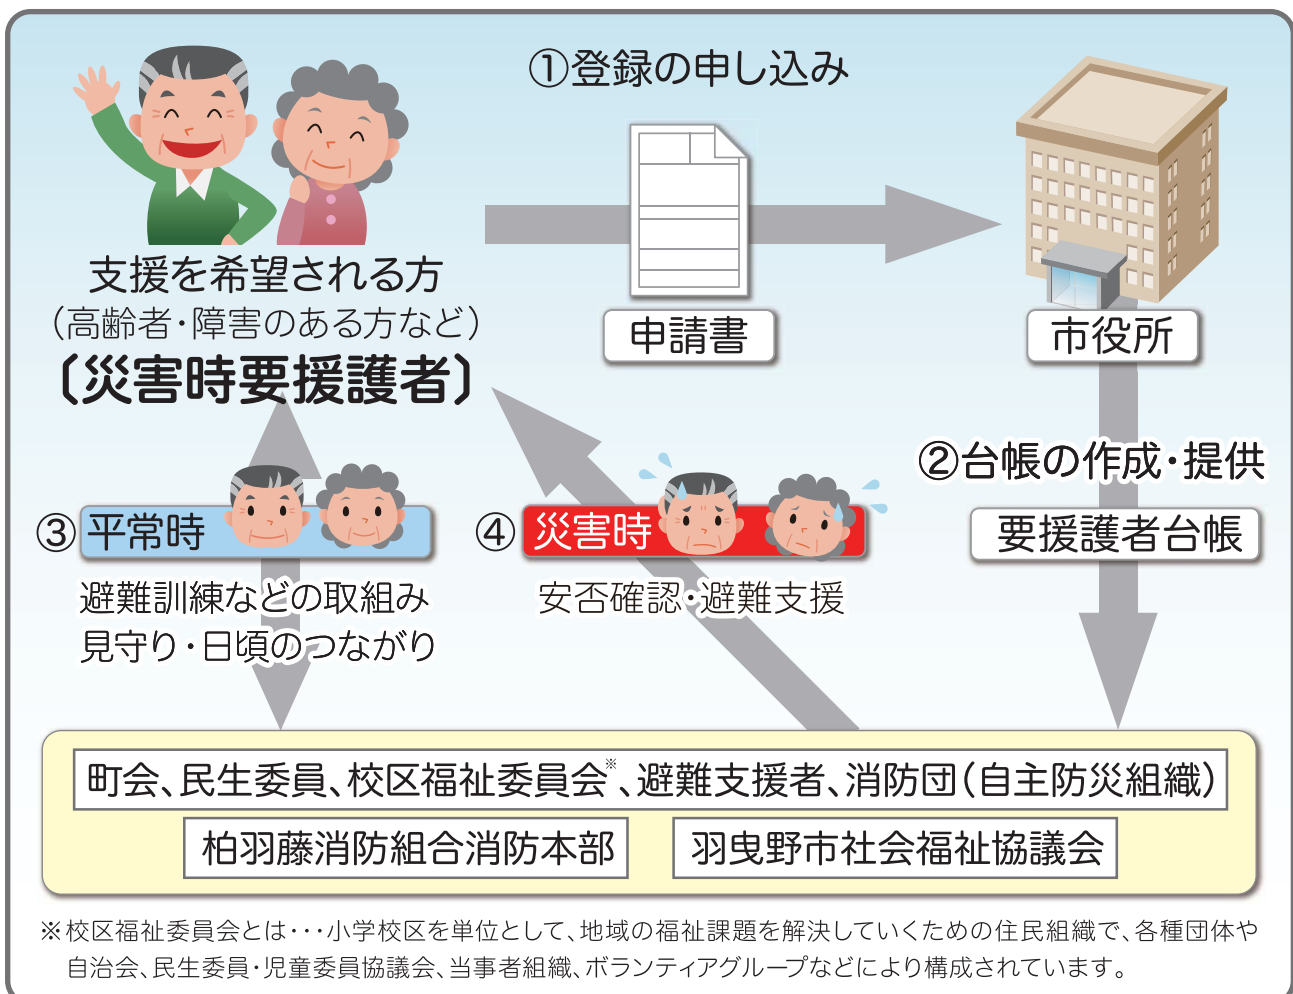 ①登録の申し込み
支援を希望される方
（高齢者・障害のある方など）
〔災害時要援護者〕
申請書
市役所
②台帳の作成・提供
要援護者台帳
③平常時
避難訓練などの取組み
見守り・日頃のつながり
④災害時
安否確認・避難支援
町会、民生委員、校区福祉委員会※、避難支援者、消防団（自主防災組織）
柏羽藤消防組合消防本部
羽曳野市社会福祉協議会
※校区福祉委員会とは・・・小学校区を単位として、地域の福祉課題を解決していくための住民組織で、各種団体や
自治会、民生委員・児童委員協議会、当事者組織、ボランティアグループなどにより構成されています。